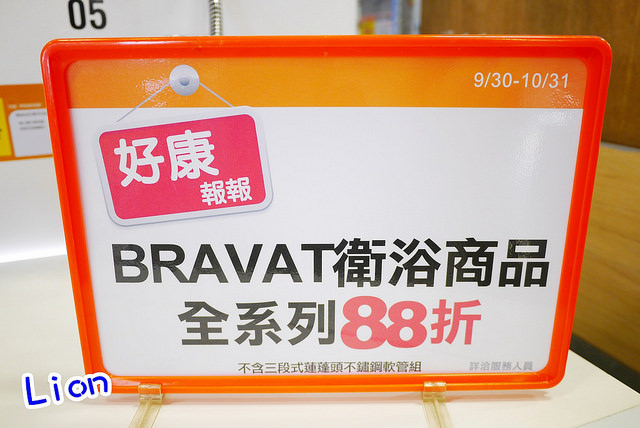 05
9/30-10/31
好康
報報
BRAVAT衛浴商品
全系列88折
不含三段式蓮蓬頭不鏽鋼軟管組
詳洽服務人員
Lion